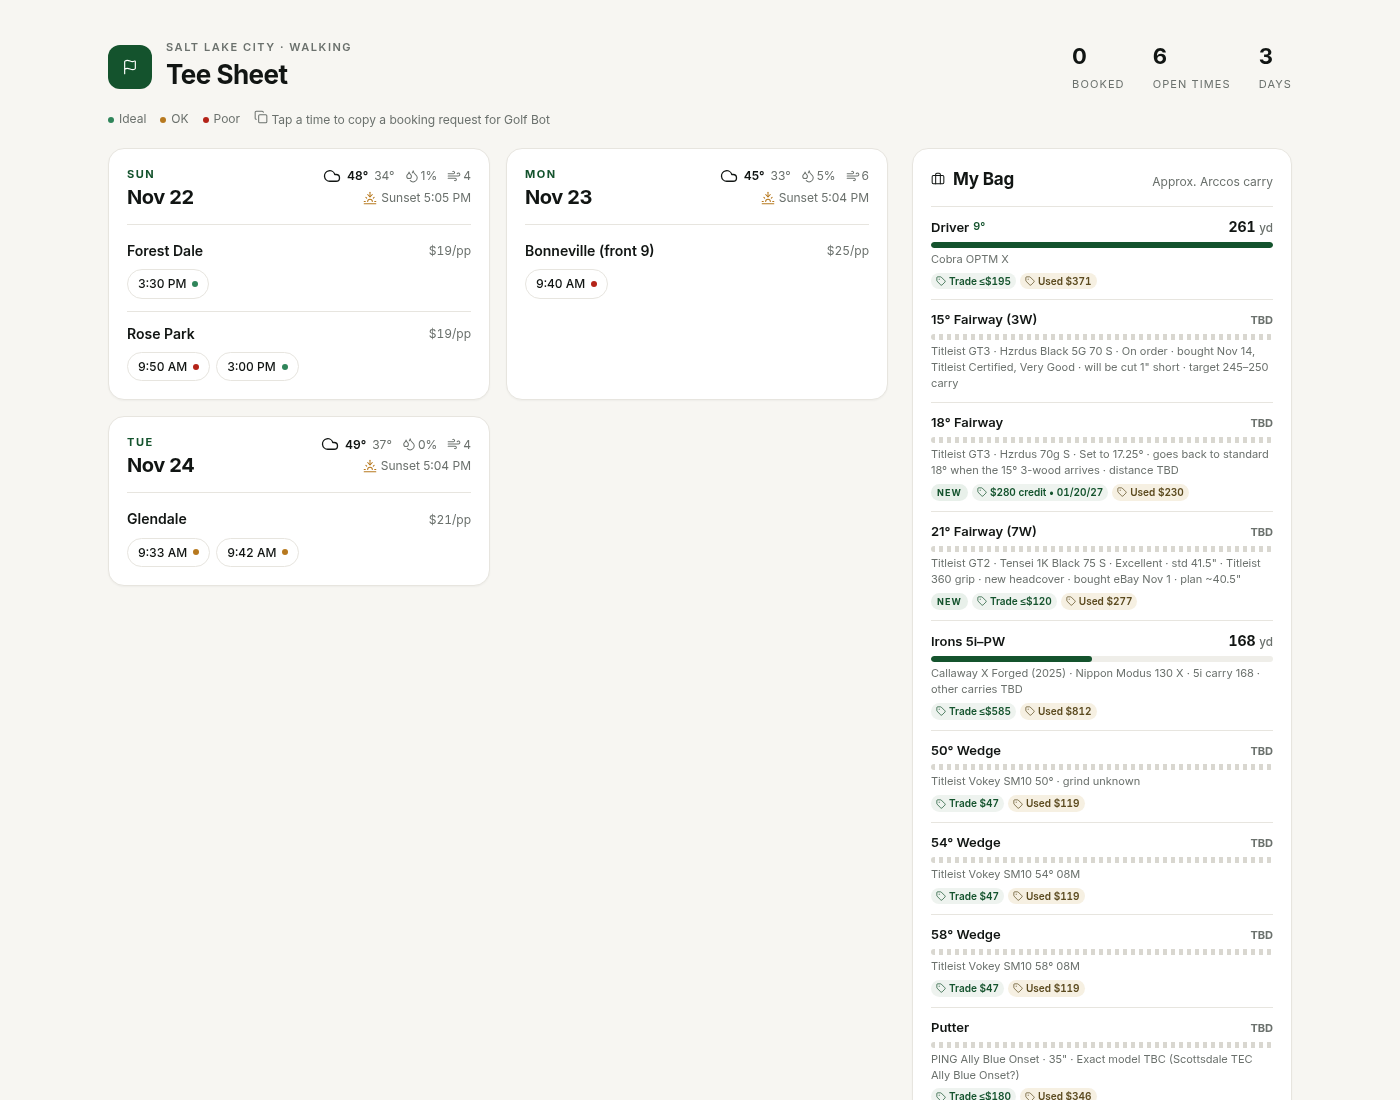 SALT LAKE CITY · WALKING
Tee Sheet
0
BOOKED
6
OPEN TIMES
3
DAYS
Ideal
OK
Poor
Tap a time to copy a booking request for Golf Bot
SUN
Nov 22
48° 34° 1% 4
Sunset 5:05 PM
Forest Dale
$19/pp
3:30 PM
Rose Park
$19/pp
9:50 AM
3:00 PM
MON
Nov 23
45° 33° 5% 6
Sunset 5:04 PM
Bonneville (front 9)
$25/pp
9:40 AM
TUE
Nov 24
49° 37° 0% 4
Sunset 5:04 PM
Glendale
$21/pp
9:33 AM
9:42 AM
My Bag
Approx. Arccos carry
Driver 9°
261 yd
Cobra OPTM X
Trade ≤$195
Used $371
15° Fairway (3W)
TBD
Titleist GT3 · Hzrdus Black 5G 70 S · On order · bought Nov 14,
Titleist Certified, Very Good · will be cut 1" short · target 245–250
carry
18° Fairway
TBD
Titleist GT3 · Hzrdus 70g S · Set to 17.25° · goes back to standard
18° when the 15° 3-wood arrives · distance TBD
NEW
$280 credit • 01/20/27
Used $230
21° Fairway (7W)
TBD
Titleist GT2 · Tensei 1K Black 75 S · Excellent · std 41.5" · Titleist
360 grip · new headcover · bought eBay Nov 1 · plan ~40.5"
NEW
Trade ≤$120
Used $277
Irons 5i–PW
168 yd
Callaway X Forged (2025) · Nippon Modus 130 X · 5i carry 168 ·
other carries TBD
Trade ≤$585
Used $812
50° Wedge
TBD
Titleist Vokey SM10 50° · grind unknown
Trade $47
Used $119
54° Wedge
TBD
Titleist Vokey SM10 54° 08M
Trade $47
Used $119
58° Wedge
TBD
Titleist Vokey SM10 58° 08M
Trade $47
Used $119
Putter
TBD
PING Ally Blue Onset · 35" · Exact model TBC (Scottsdale TEC
Ally Blue Onset?)
Trade ≤$180
Used $346